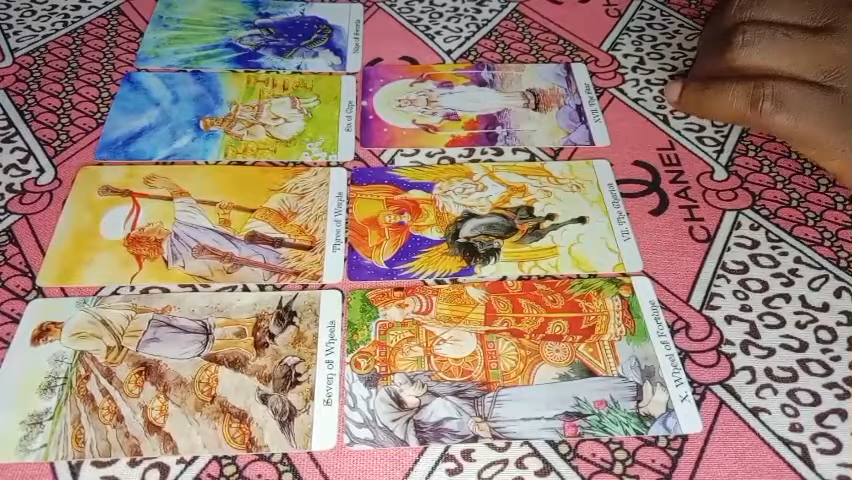 Six of Cups
XVII. The Star
Three of Wands
VII. The Chariot
Seven of Wheels
X. Wheel of Fortune
CHANEL